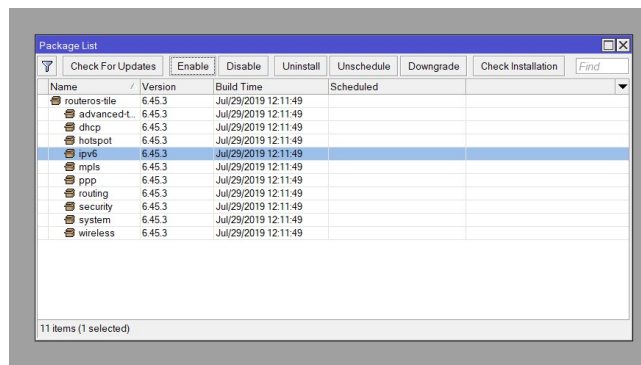 Package List
Check For Updates Enable Disable Uninstall Unschedule Downgrade Check Installation Find
Name / Version Build Time Scheduled
routeros-tile 6.45.3 Jul/29/2019 12:11:49
advanced-t... 6.45.3 Jul/29/2019 12:11:49
dhcp 6.45.3 Jul/29/2019 12:11:49
hotspot 6.45.3 Jul/29/2019 12:11:49
ipv6 6.45.3 Jul/29/2019 12:11:49
mpls 6.45.3 Jul/29/2019 12:11:49
ppp 6.45.3 Jul/29/2019 12:11:49
routing 6.45.3 Jul/29/2019 12:11:49
security 6.45.3 Jul/29/2019 12:11:49
system 6.45.3 Jul/29/2019 12:11:49
wireless 6.45.3 Jul/29/2019 12:11:49
11 items (1 selected)